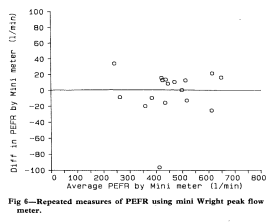 Diff in PEFR by Mini meter (l/min)
100
80
60
40
20
0
-20
-40
-60
-80
-100
0 100 200 300 400 500 600 700 800
Average PEFR by Mini meter (l/min)
Fig 6—Repeated measures of PEFR using mini Wright peak flow
meter.